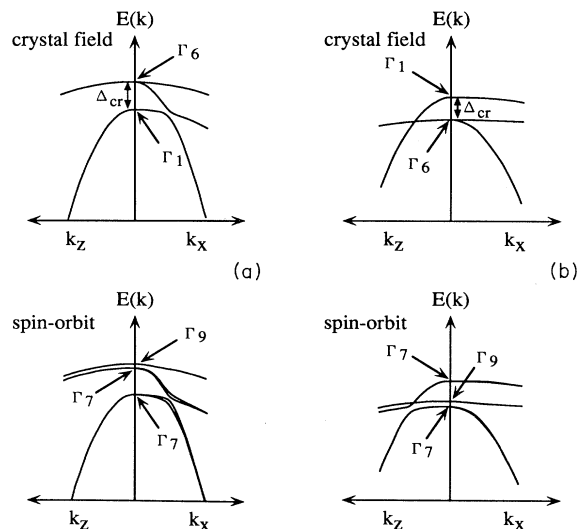 E(k)
crystal field
Γ6
Δcr
Γ1
kz
kx
(a)
E(k)
crystal field
Γ1
Δcr
Γ6
kz
kx
(b)
E(k)
spin-orbit
Γ9
Γ7
Γ7
kz
kx
E(k)
spin-orbit
Γ7
Γ9
Γ7
kz
kx